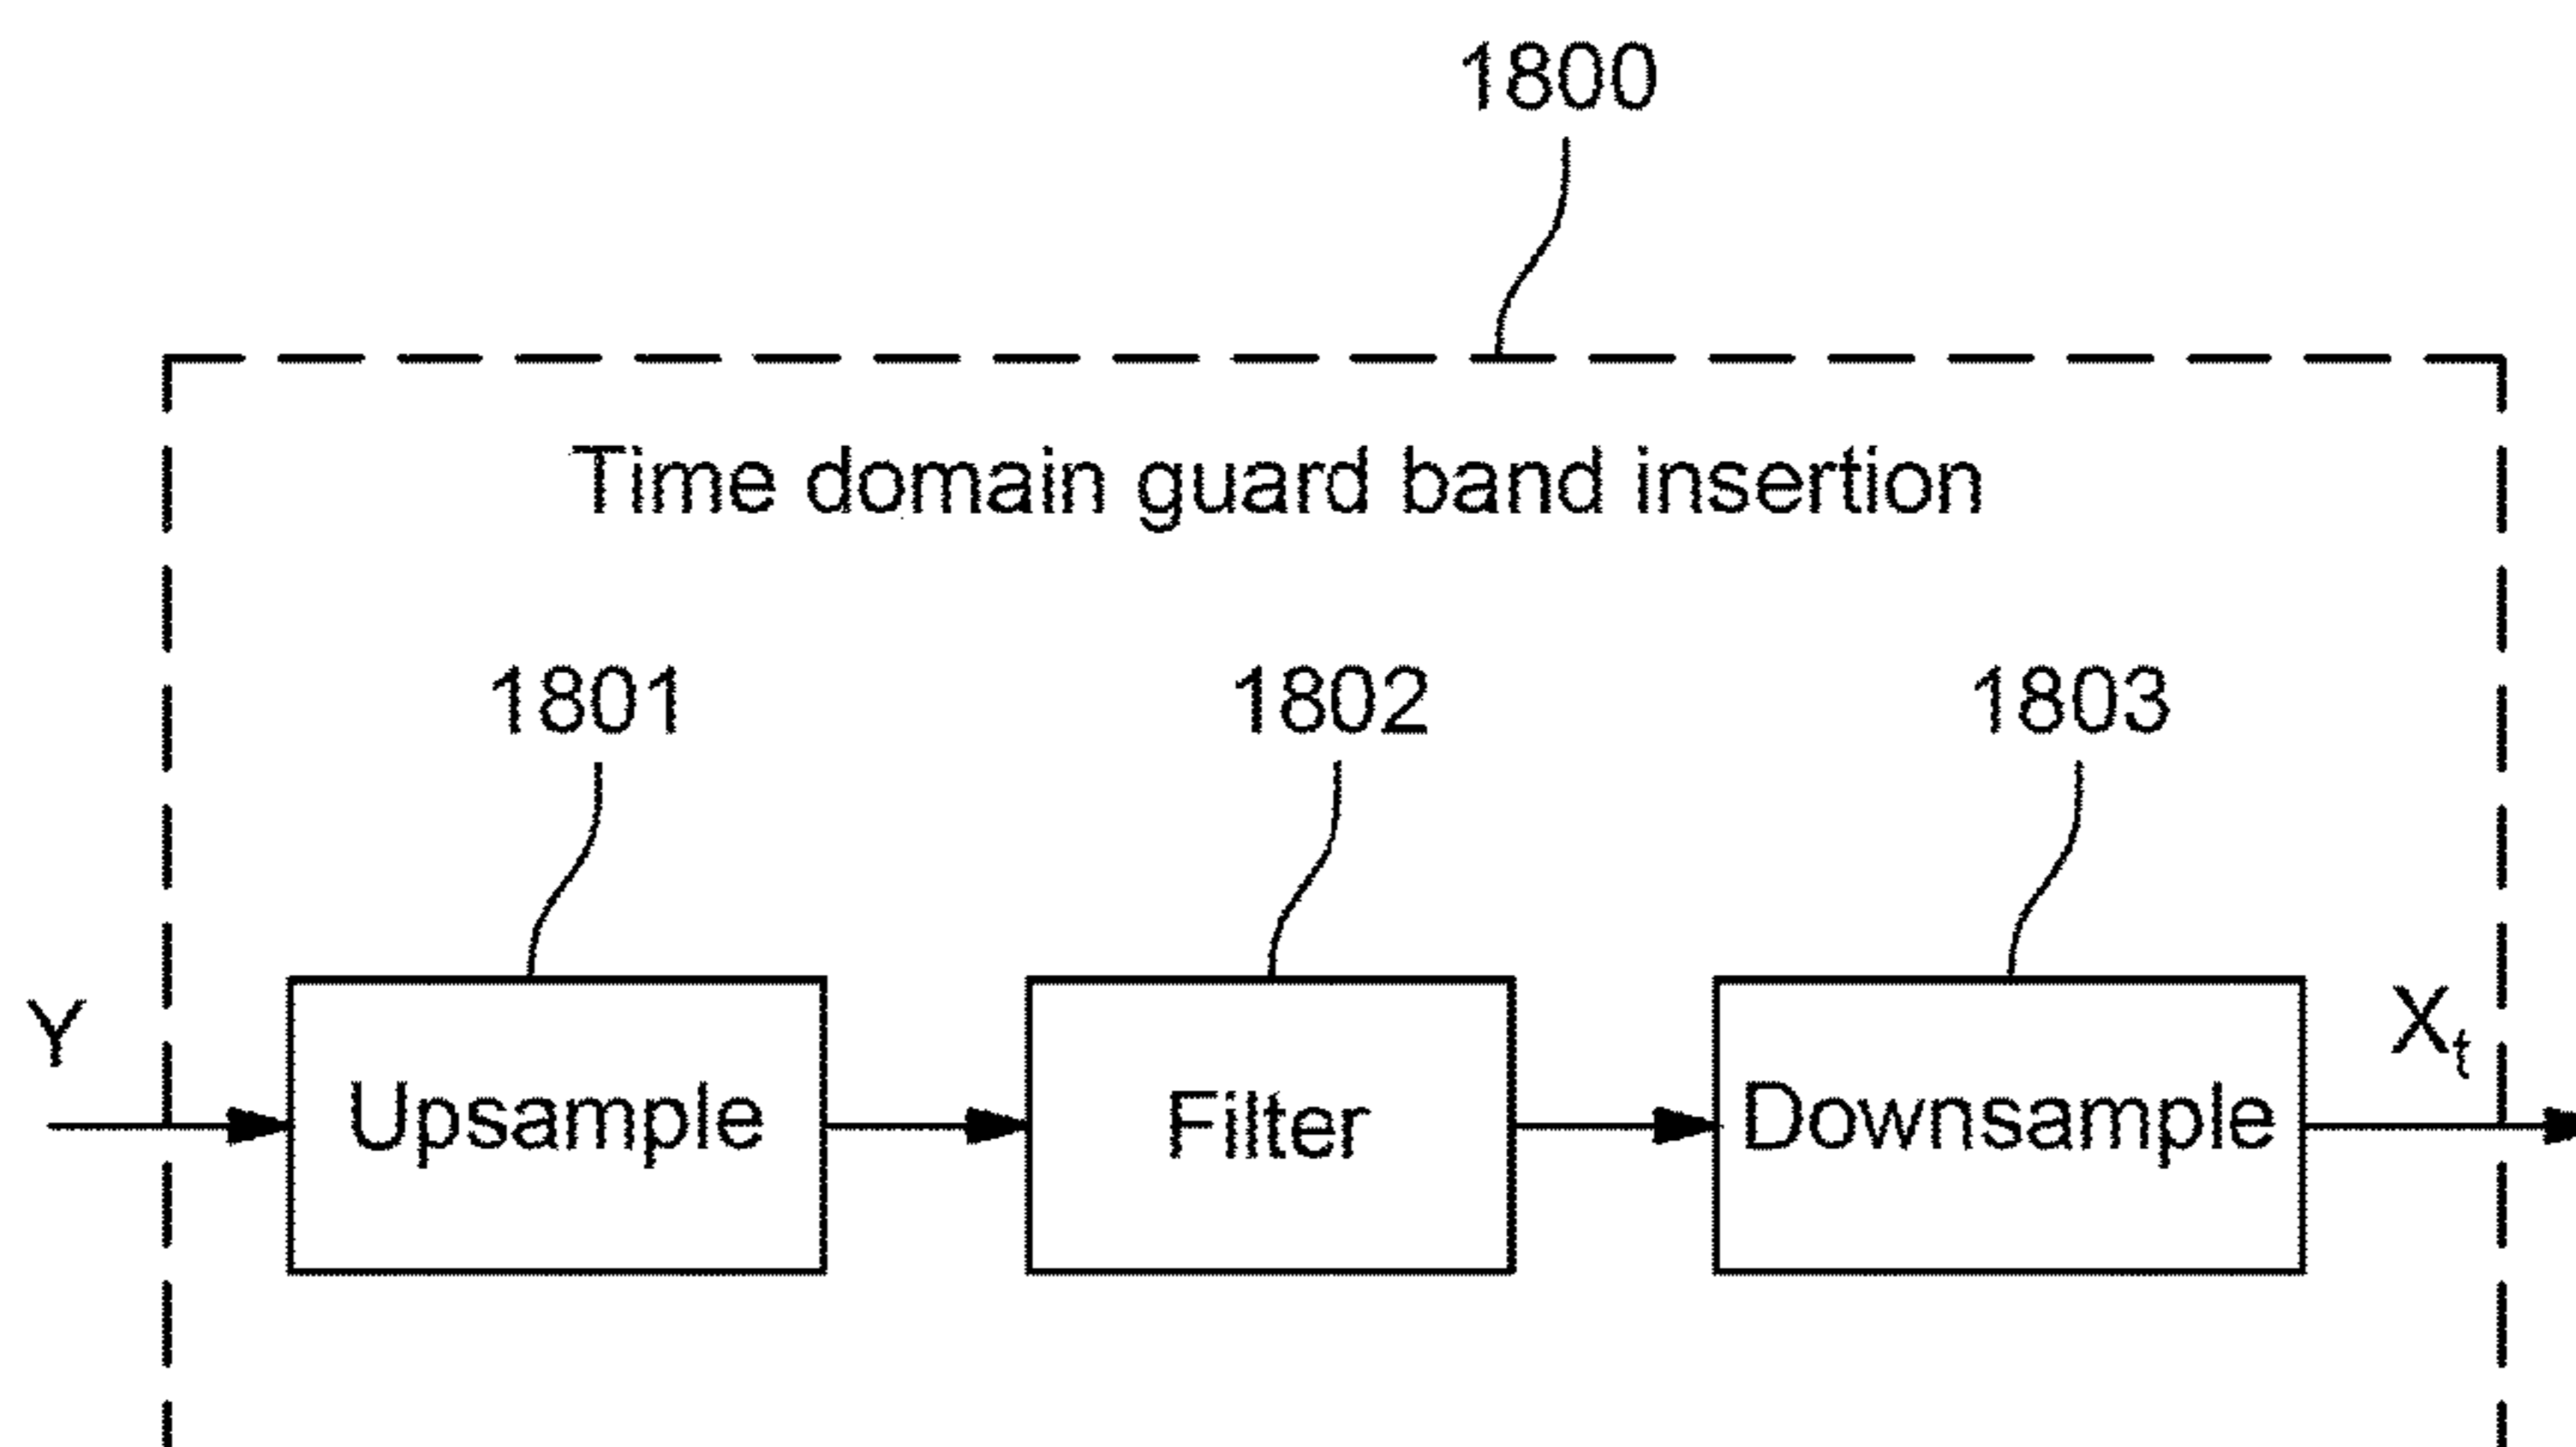 1800
Time domain guard band insertion
1801 1802 1803
Y Xt
Upsample Filter Downsample